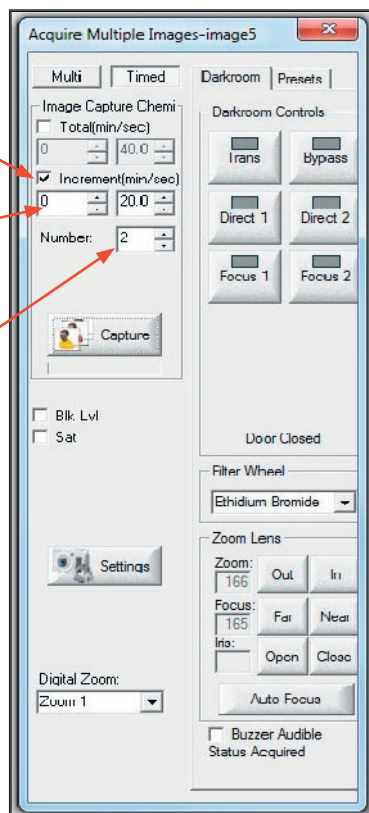 Acquire Multiple Images-image5
Multi Timed
Image Capture Chemi
Total(min/sec)
0 40.0
Increment(min/sec)
0 20.0
Number: 2
Capture
Blk Lvl
Sat
Settings
Digital Zoom:
Zoom 1
Darkroom Presets
Darkroom Controls
Trans Bypass
Direct 1 Direct 2
Focus 1 Focus 2
Door Closed
Filter Wheel
Ethidium Bromide
Zoom Lens
Zoom:
166 Out In
Focus:
165 Far Near
Iris:
Open Close
Auto Focus
Buzzer Audible
Status Acquired